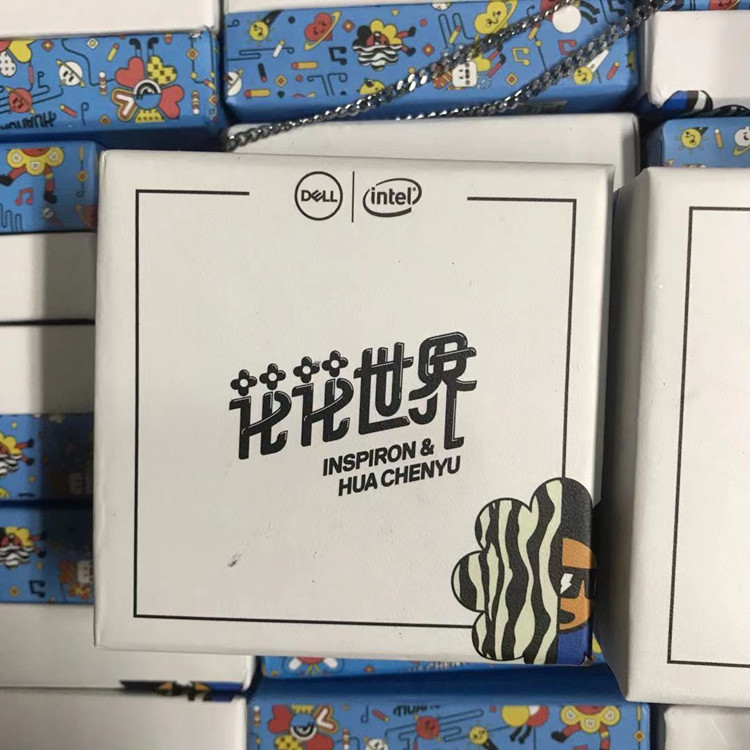 DELL
intel
花花世界
INSPIRON &
HUA CHENYU